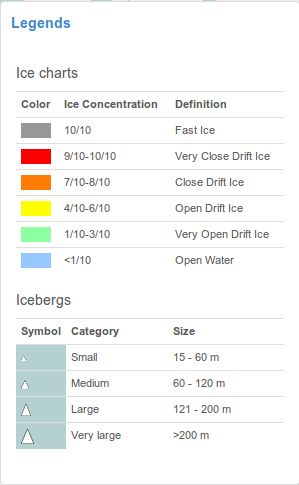 Legends
Ice charts
Color Ice Concentration Definition
10/10 Fast Ice
9/10-10/10 Very Close Drift Ice
7/10-8/10 Close Drift Ice
4/10-6/10 Open Drift Ice
1/10-3/10 Very Open Drift Ice
<1/10 Open Water
Icebergs
Symbol Category Size
Small 15 - 60 m
Medium 60 - 120 m
Large 121 - 200 m
Very large >200 m